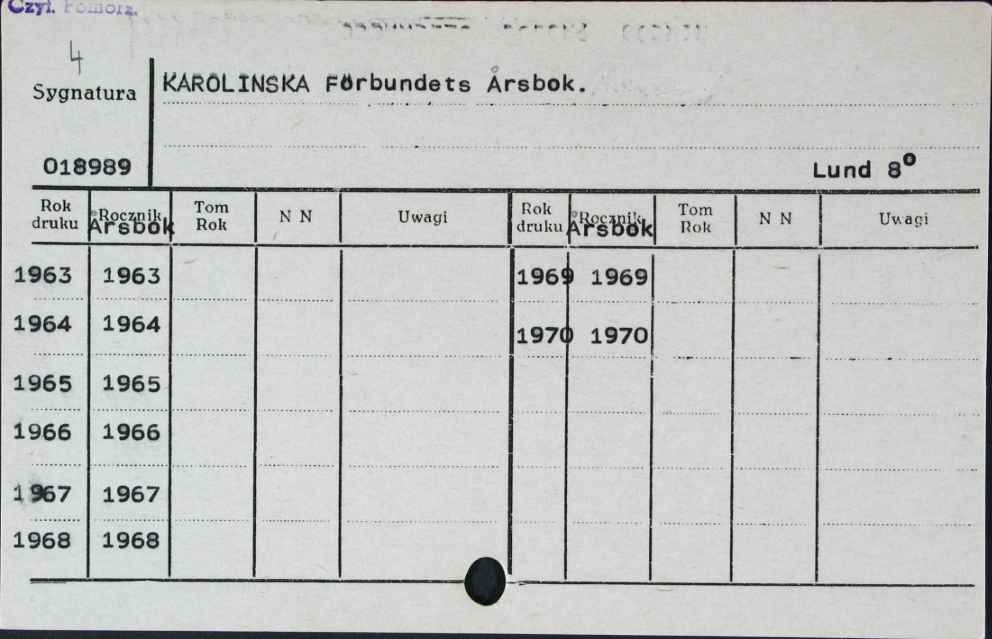 Czyt. Pomorz.
4
Sygnatura
KAROLINSKA Förbundets Årsbok.
018989
Lund 8°
Rok druku Rocznik Årsbok Tom Rok N N Uwagi Rok druku Rocznik Årsbok Tom Rok N N Uwagi
1963 1963 1969 1969
1964 1964 1970 1970
1965 1965
1966 1966
1967 1967
1968 1968